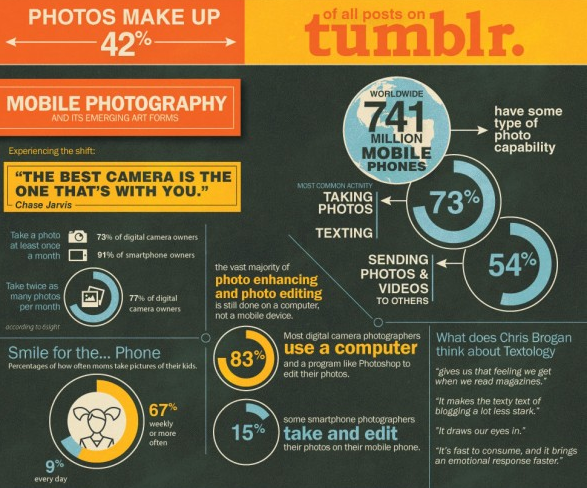 PHOTOS MAKE UP
42%
of all posts on
tumblr.
MOBILE PHOTOGRAPHY
AND ITS EMERGING ART FORMS
Experiencing the shift:
“THE BEST CAMERA IS THE
ONE THAT’S WITH YOU.”
Chase Jarvis
WORLDWIDE
741
MILLION
MOBILE
PHONES
have some
type of
photo
capability
MOST COMMON ACTIVITY
TAKING
PHOTOS
TEXTING
73%
SENDING
PHOTOS &
VIDEOS
TO OTHERS
54%
Take a photo
at least once
a month
73% of digital camera owners
91% of smartphone owners
Take twice as
many photos
per month
77% of digital
camera owners
according to 6sight
the vast majority of
photo enhancing
and photo editing
is still done on a computer,
not a mobile device.
83%
Most digital camera photographers
use a computer
and a program like Photoshop to
edit their photos.
15%
some smartphone photographers
take and edit
their photos on their mobile phone.
Smile for the... Phone
Percentages of how often moms take pictures of their kids.
67%
weekly
or more
often
9%
every day
What does Chris Brogan
think about Textology
“gives us that feeling we get
when we read magazines.”
“It makes the texty text of
blogging a lot less stark.”
“It draws our eyes in.”
“It’s fast to consume, and it brings
an emotional response faster.”